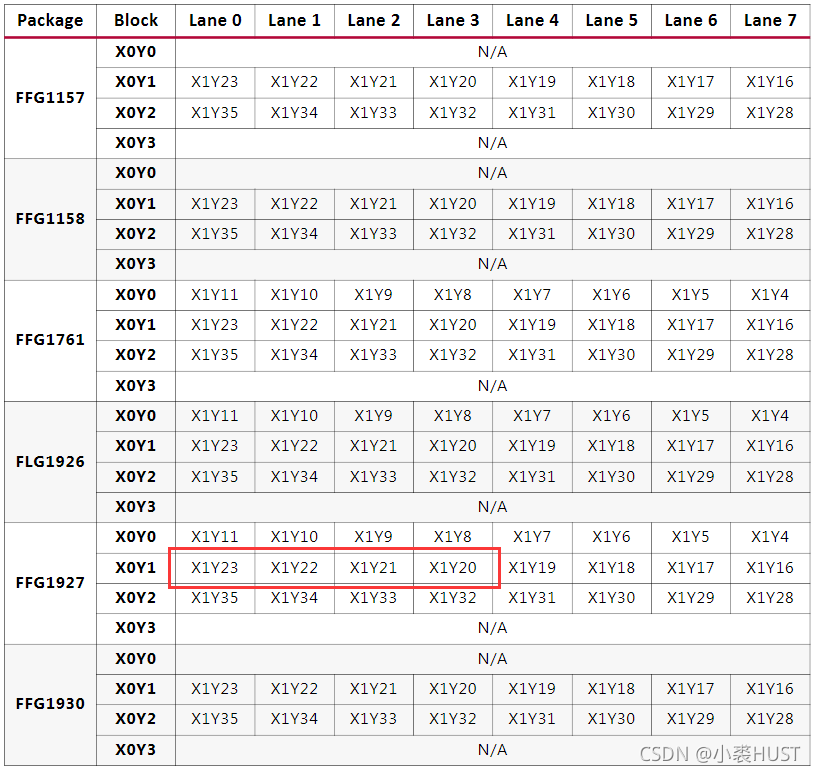 Package Block Lane 0 Lane 1 Lane 2 Lane 3 Lane 4 Lane 5 Lane 6 Lane 7
FFG1157
X0Y0 N/A
X0Y1 X1Y23 X1Y22 X1Y21 X1Y20 X1Y19 X1Y18 X1Y17 X1Y16
X0Y2 X1Y35 X1Y34 X1Y33 X1Y32 X1Y31 X1Y30 X1Y29 X1Y28
X0Y3 N/A
FFG1158
X0Y0 N/A
X0Y1 X1Y23 X1Y22 X1Y21 X1Y20 X1Y19 X1Y18 X1Y17 X1Y16
X0Y2 X1Y35 X1Y34 X1Y33 X1Y32 X1Y31 X1Y30 X1Y29 X1Y28
X0Y3 N/A
FFG1761
X0Y0 X1Y11 X1Y10 X1Y9 X1Y8 X1Y7 X1Y6 X1Y5 X1Y4
X0Y1 X1Y23 X1Y22 X1Y21 X1Y20 X1Y19 X1Y18 X1Y17 X1Y16
X0Y2 X1Y35 X1Y34 X1Y33 X1Y32 X1Y31 X1Y30 X1Y29 X1Y28
X0Y3 N/A
FLG1926
X0Y0 X1Y11 X1Y10 X1Y9 X1Y8 X1Y7 X1Y6 X1Y5 X1Y4
X0Y1 X1Y23 X1Y22 X1Y21 X1Y20 X1Y19 X1Y18 X1Y17 X1Y16
X0Y2 X1Y35 X1Y34 X1Y33 X1Y32 X1Y31 X1Y30 X1Y29 X1Y28
X0Y3 N/A
FFG1927
X0Y0 X1Y11 X1Y10 X1Y9 X1Y8 X1Y7 X1Y6 X1Y5 X1Y4
X0Y1 X1Y23 X1Y22 X1Y21 X1Y20 X1Y19 X1Y18 X1Y17 X1Y16
X0Y2 X1Y35 X1Y34 X1Y33 X1Y32 X1Y31 X1Y30 X1Y29 X1Y28
X0Y3 N/A
FFG1930
X0Y0 N/A
X0Y1 X1Y23 X1Y22 X1Y21 X1Y20 X1Y19 X1Y18 X1Y17 X1Y16
X0Y2 X1Y35 X1Y34 X1Y33 X1Y32 X1Y31 X1Y30 X1Y29 X1Y28
X0Y3 N/A
CSDN @小裘HUST